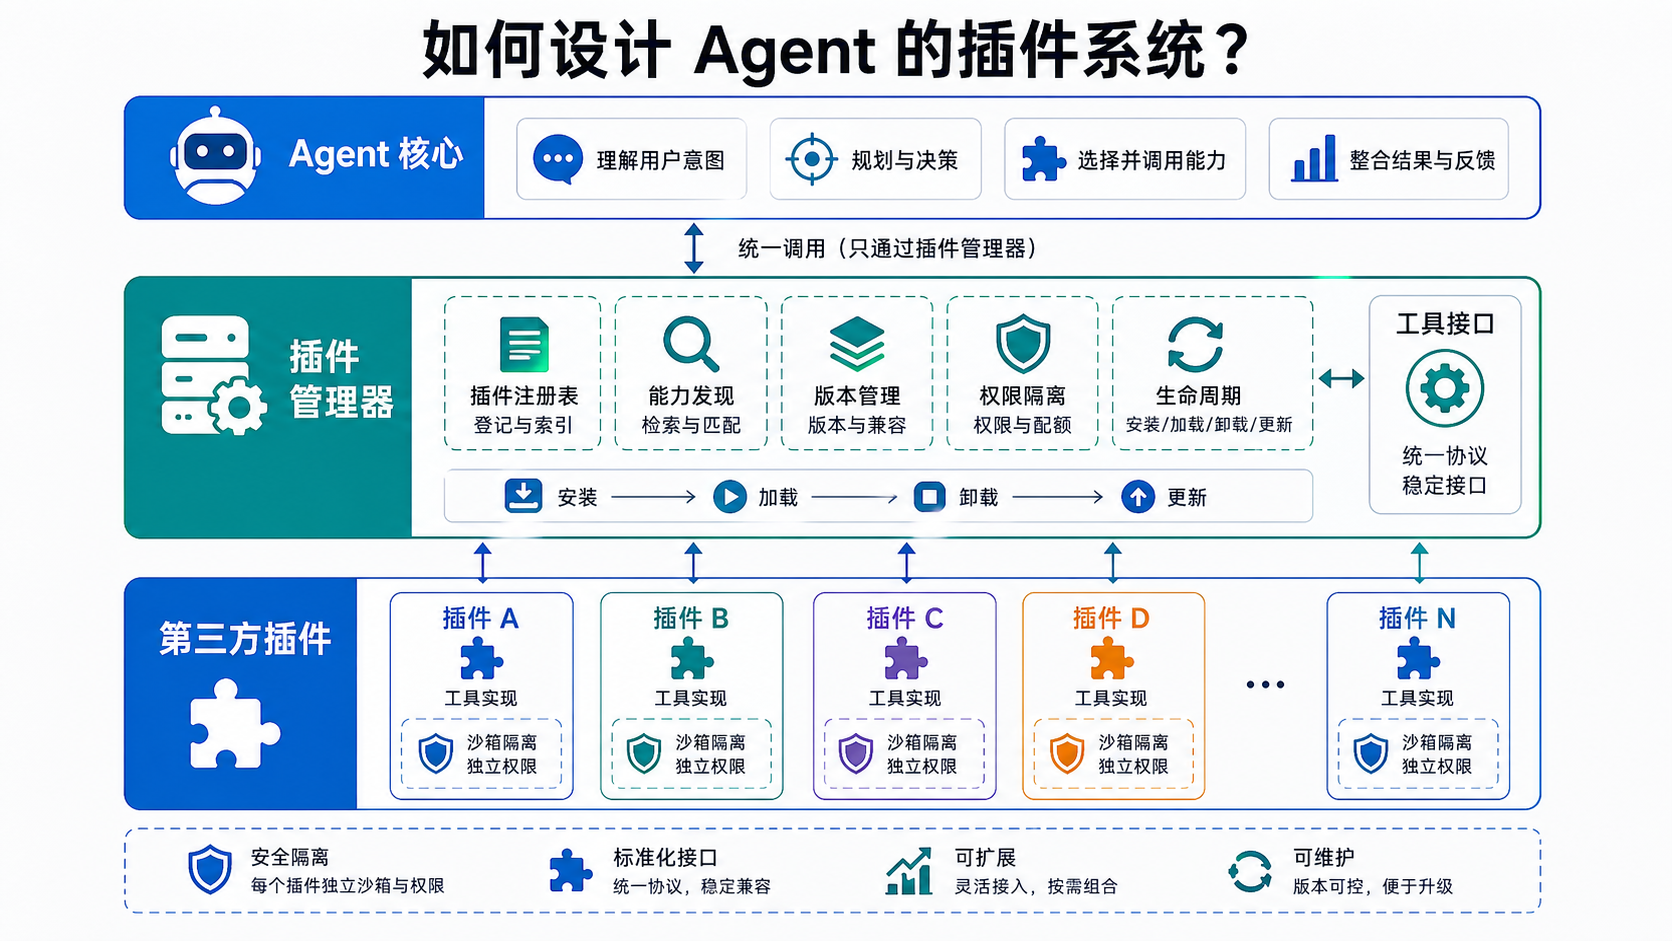 如何设计 Agent 的插件系统？
Agent 核心
理解用户意图
规划与决策
选择并调用能力
整合结果与反馈
统一调用（只通过插件管理器）
插件
管理器
插件注册表
登记与索引
能力发现
检索与匹配
版本管理
版本与兼容
权限隔离
权限与配额
生命周期
安装/加载/卸载/更新
工具接口
统一协议
稳定接口
安装
加载
卸载
更新
第三方插件
插件 A
工具实现
沙箱隔离
独立权限
插件 B
工具实现
沙箱隔离
独立权限
插件 C
工具实现
沙箱隔离
独立权限
插件 D
工具实现
沙箱隔离
独立权限
•••
插件 N
工具实现
沙箱隔离
独立权限
安全隔离
每个插件独立沙箱与权限
标准化接口
统一协议，稳定兼容
可扩展
灵活接入，按需组合
可维护
版本可控，便于升级